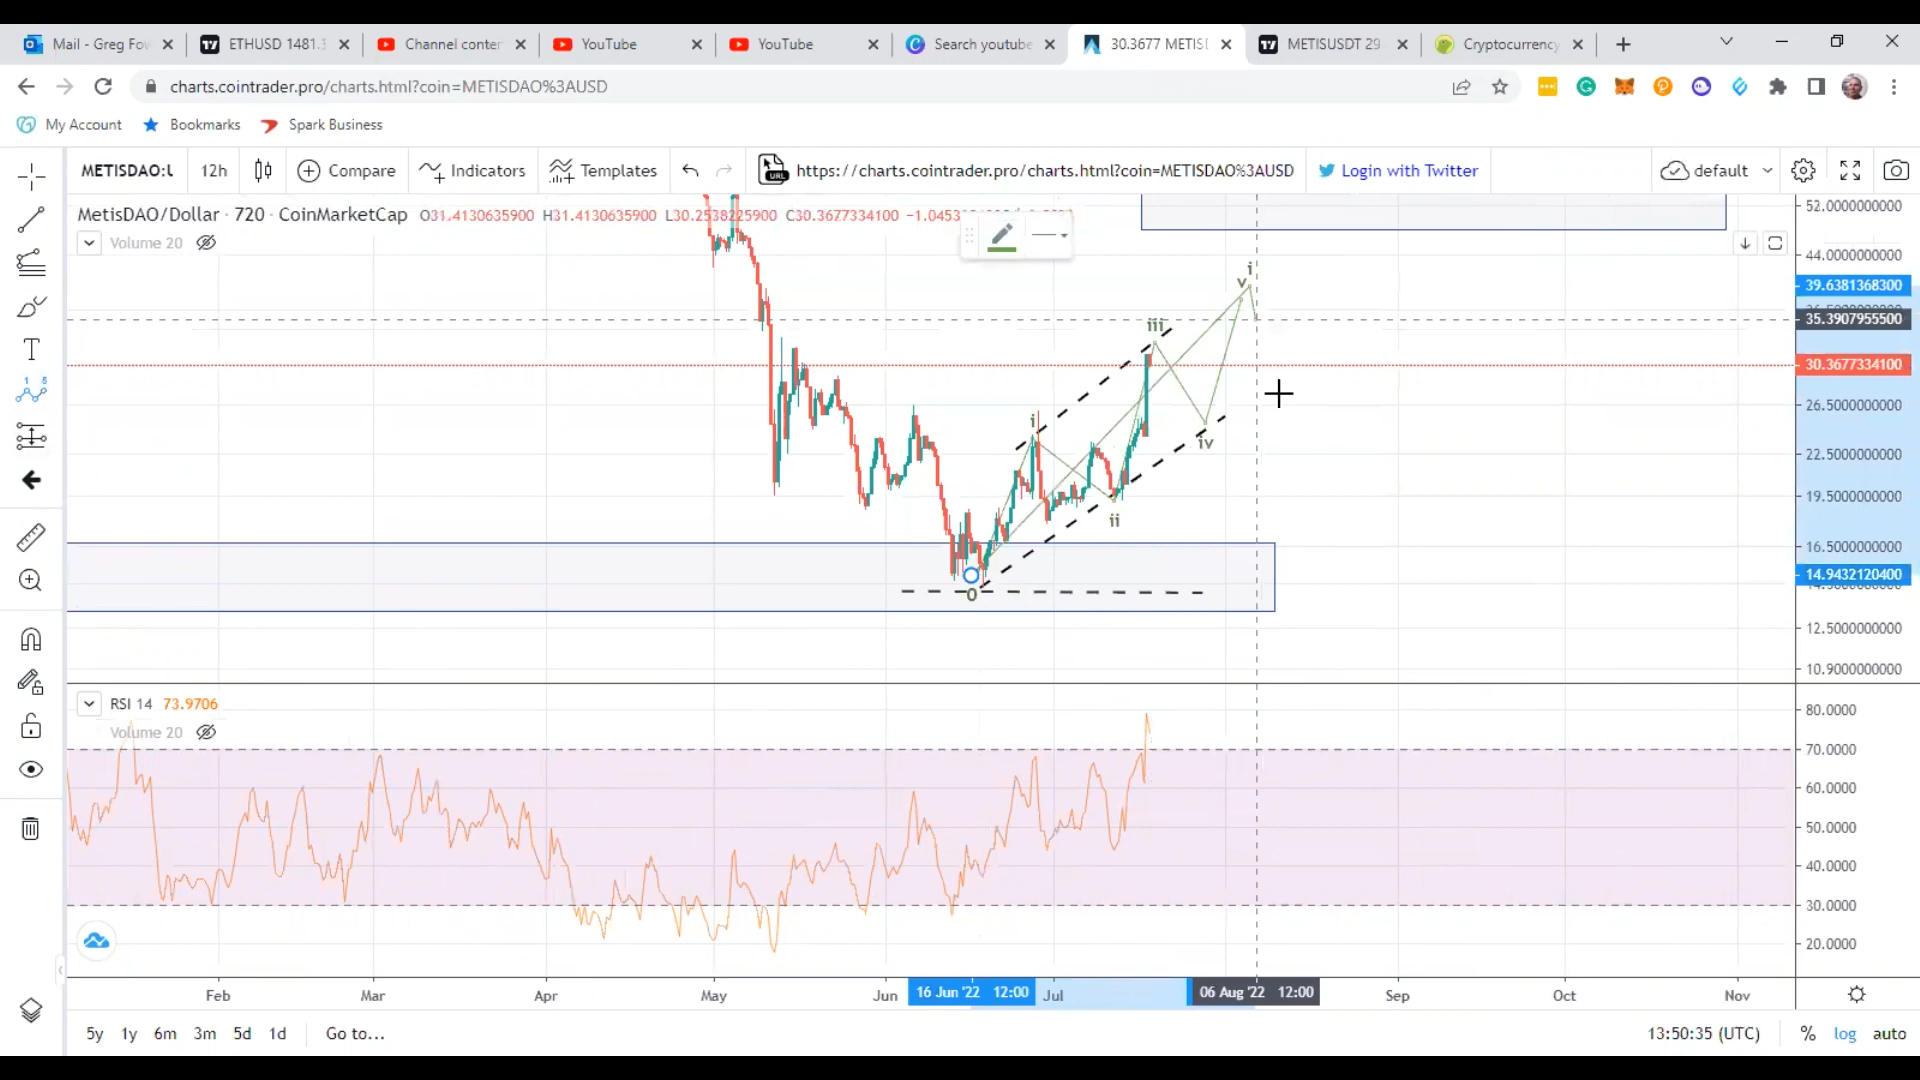 Mail - Greg Fow
ETHUSD 1481.3
Channel conten
YouTube
YouTube
Search youtube
30.3677 METIS
METISUSDT 29
Cryptocurrency
charts.cointrader.pro/charts.html?coin=METISDAO%3AUSD
My Account
Bookmarks
Spark Business
METISDAO:U
12h
Compare
Indicators
Templates
https://charts.cointrader.pro/charts.html?coin=METISDAO%3AUSD
Login with Twitter
default
MetisDAO/Dollar · 720 · CoinMarketCap O31.4130635900 H31.4130635900 L30.2538225900 C30.3677334100
Volume 20
52.0000000000
44.0000000000
39.6381368300
35.3907955500
30.3677334100
26.5000000000
22.5000000000
19.5000000000
16.5000000000
14.9432120400
12.5000000000
10.9000000000
i
v
iii
i
iv
ii
0
RSI 14 73.9706
Volume 20
80.0000
70.0000
60.0000
50.0000
40.0000
30.0000
20.0000
Feb Mar Apr May Jun 16 Jun '22 12:00 Jul 06 Aug '22 12:00 Sep Oct Nov
5y 1y 6m 3m 5d 1d Go to...
13:50:35 (UTC) % log auto